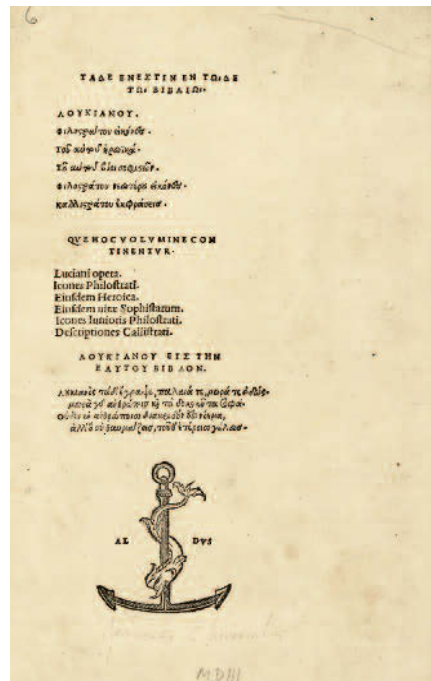 6
ΤΑΔΕ ΕΝΕΣΤΙΝ ΕΝ ΤΩιΔΕ
ΤΩι ΒΙΒΛΙΩι·
ΛΟΥΚΙΑΝΟΥ.
Φιλοστράτου εἰκόνες·
Τοῦ αὐτοῦ ἡρωϊκά·
Τοῦ αὐτοῦ βίοι σοφιστῶν·
Φιλοστράτου νεωτέρου εἰκόνες·
Καλλιστράτου ἐκφράσεις·
QVAE HOC VOLVMINE CON
TINENTVR·
Luciani opera.
Icones Philostrati.
Eiusdem Heroica.
Eiusdem uitæ Sophistarum.
Icones Iunioris Philostrati.
Descriptiones Callistrati.
ΛΟΥΚΙΑΝΟΥ ΕΙΣ ΤΗΝ
ΕΑΥΤΟΥ ΒΙΒΛΟΝ.
Λουκιανὸς τάδ' ἔγραψα, παλαιά τε, μωρά τε εἰδώς·
μωρὰ γὰρ ἀνθρώποις καὶ τὰ δοκοῦντα σοφά·
Οὐδὲν ἐν ἀνθρώποισι διακριδόν ἐστι νόημα,
ἀλλ' ὃ σὺ θαυμάζεις, τοῦθ' ἑτέροισι γέλως·
AL DVS
MDIII